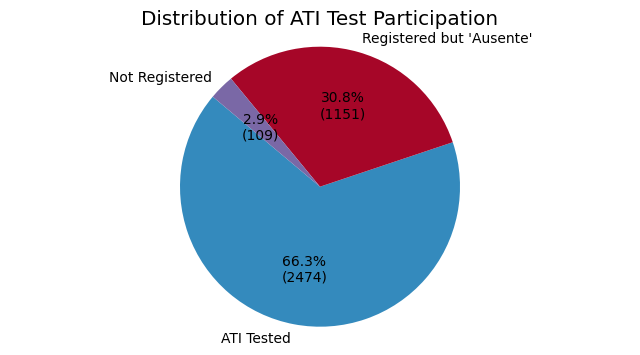 Distribution of ATI Test Participation
Registered but 'Ausente'
Not Registered
30.8%
(1151)
2.9%
(109)
66.3%
(2474)
ATI Tested